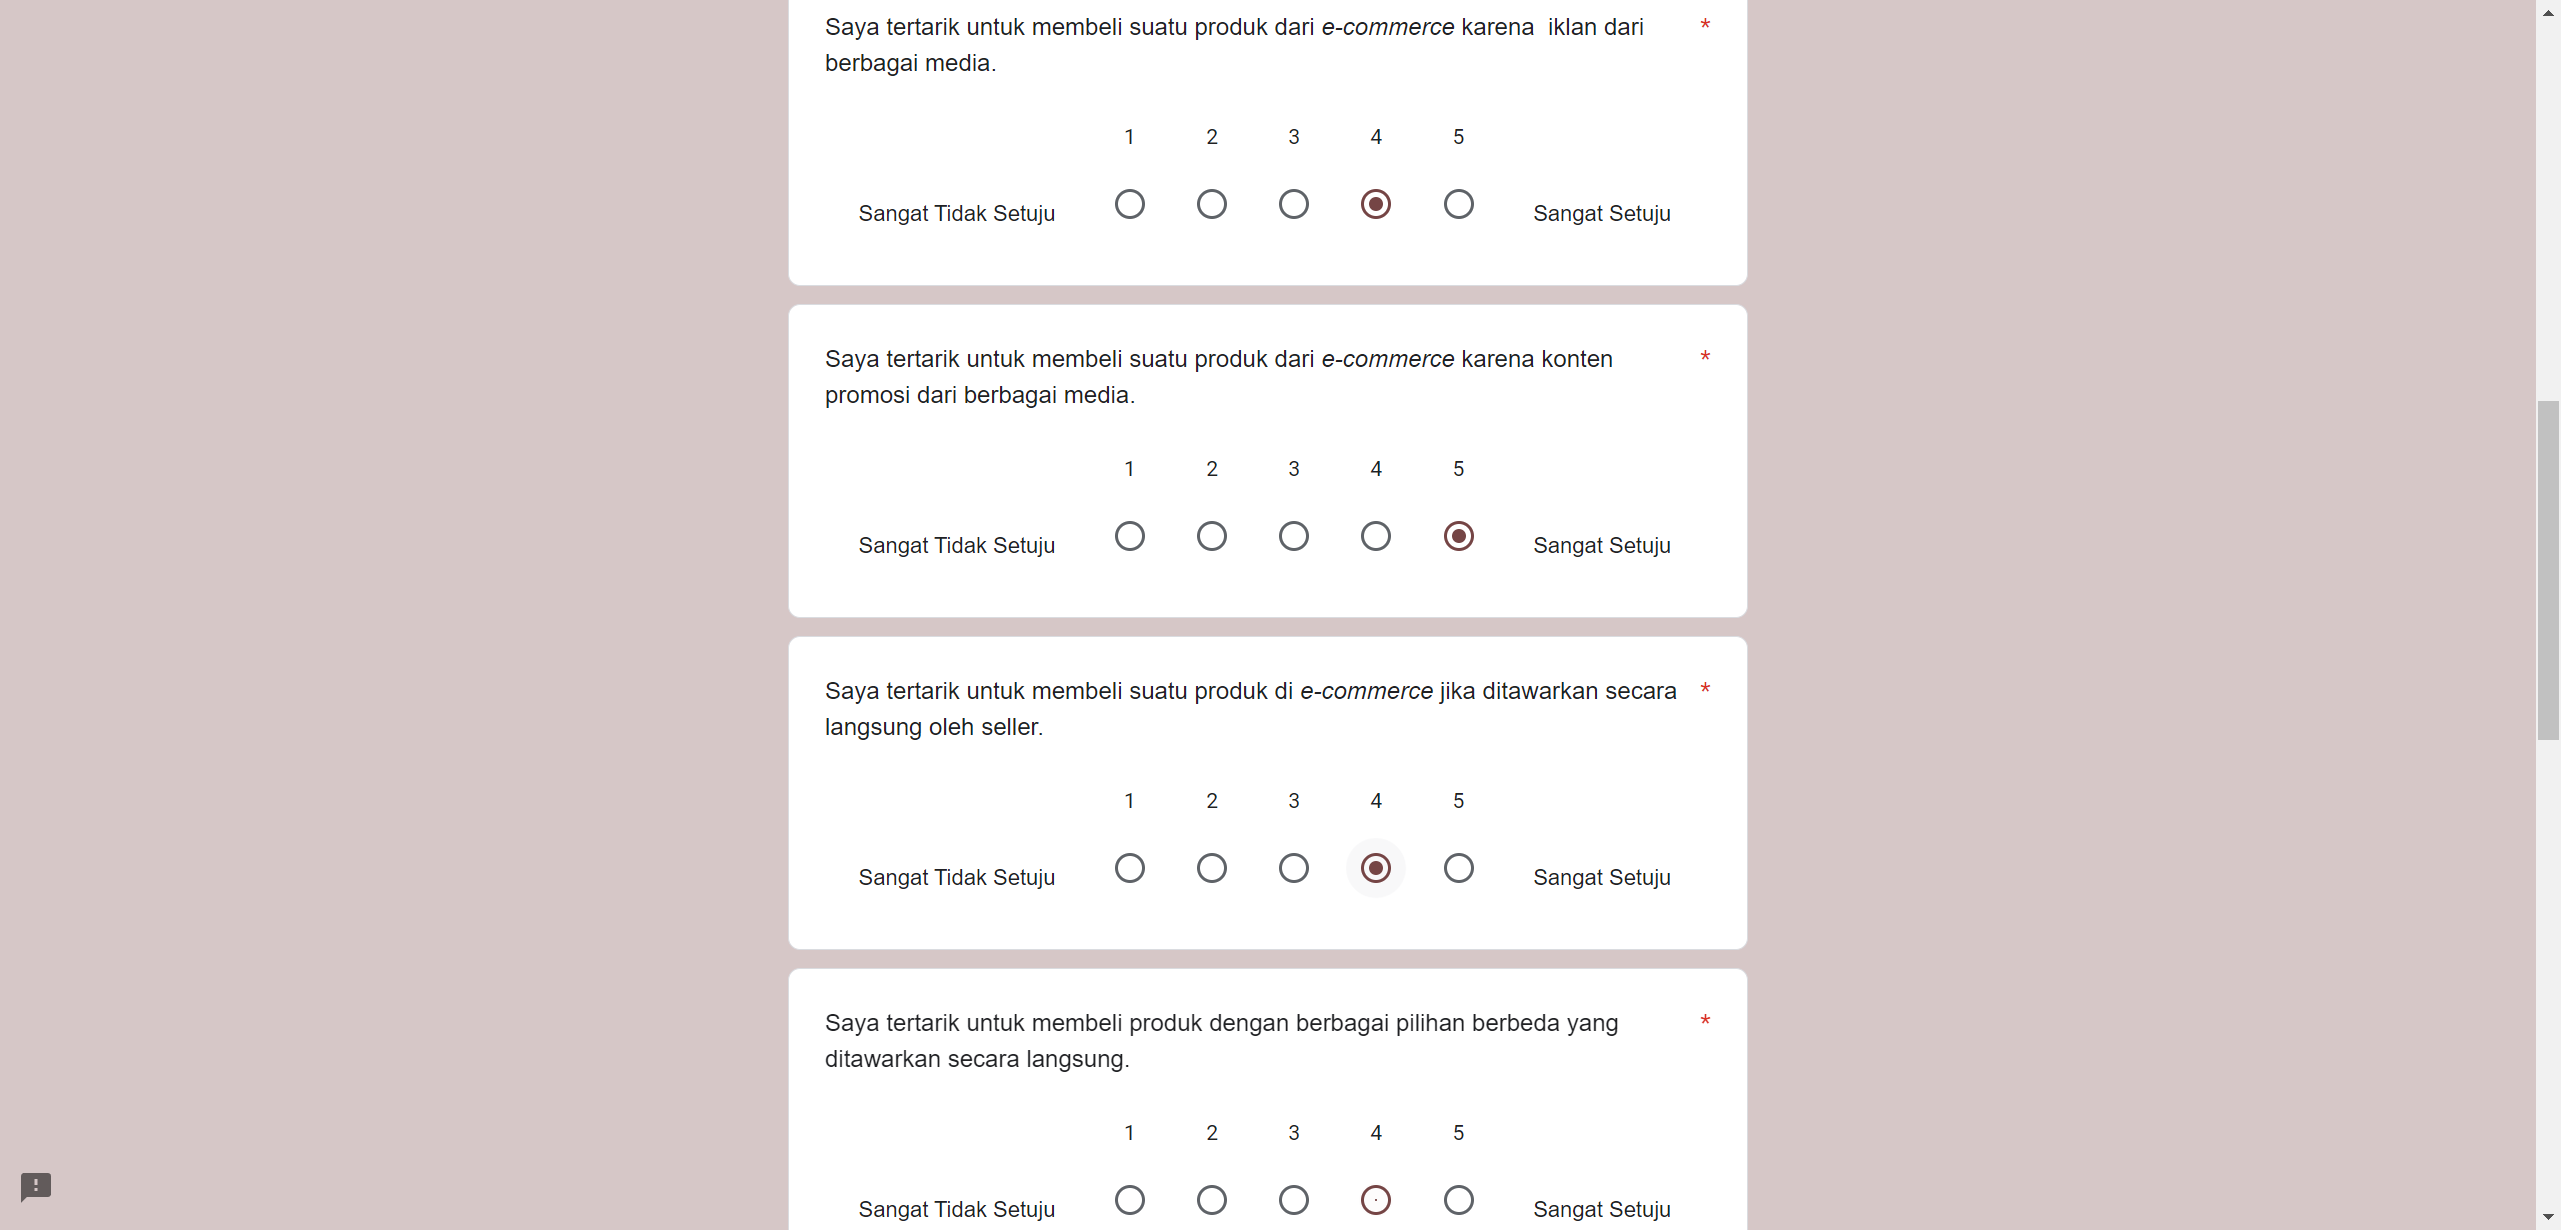 Saya tertarik untuk membeli suatu produk dari e-commerce karena  iklan dari *
berbagai media.
1 2 3 4 5
Sangat Tidak Setuju Sangat Setuju
Saya tertarik untuk membeli suatu produk dari e-commerce karena konten *
promosi dari berbagai media.
1 2 3 4 5
Sangat Tidak Setuju Sangat Setuju
Saya tertarik untuk membeli suatu produk di e-commerce jika ditawarkan secara *
langsung oleh seller.
1 2 3 4 5
Sangat Tidak Setuju Sangat Setuju
Saya tertarik untuk membeli produk dengan berbagai pilihan berbeda yang *
ditawarkan secara langsung.
1 2 3 4 5
Sangat Tidak Setuju Sangat Setuju